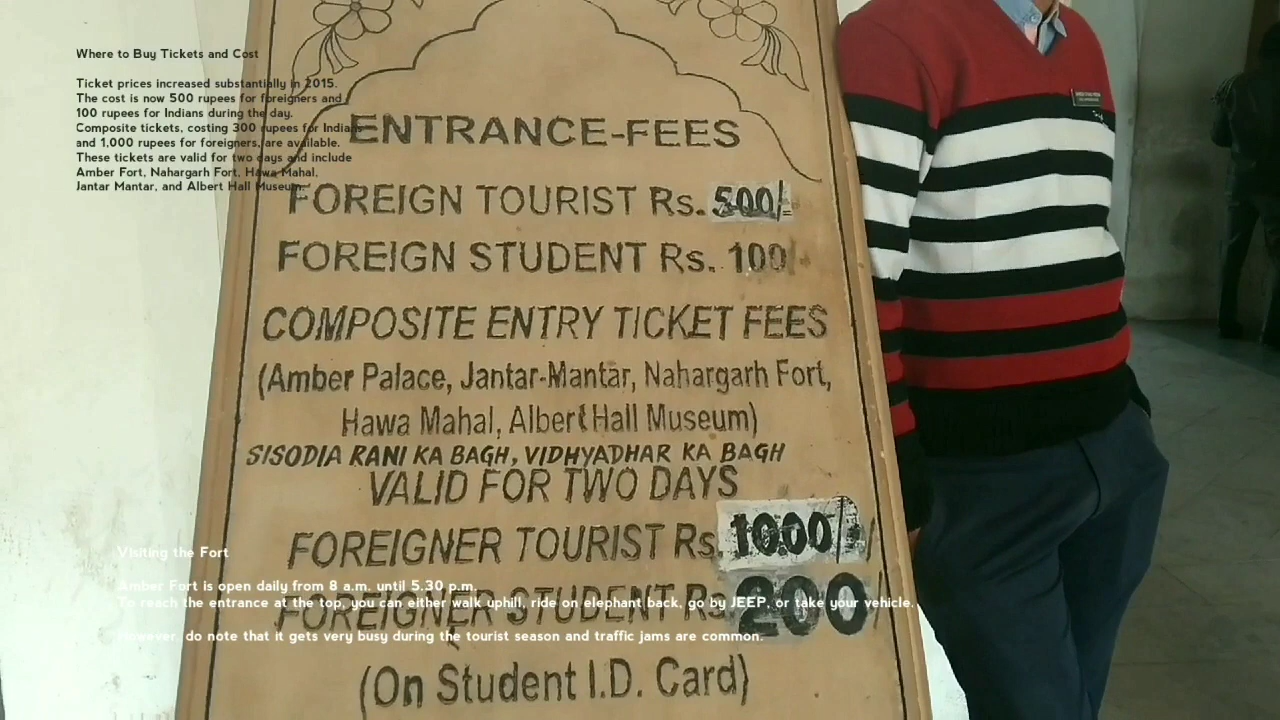 Where to Buy Tickets and Cost
Ticket prices increased substantially in 2015.
The cost is now 500 rupees for foreigners and
100 rupees for Indians during the day.
Composite tickets, costing 300 rupees for Indians
and 1,000 rupees for foreigners, are available.
These tickets are valid for two days and include
Amber Fort, Nahargarh Fort, Hawa Mahal,
Jantar Mantar, and Albert Hall Museum.
ENTRANCE-FEES
FOREIGN TOURIST Rs. 500/-
FOREIGN STUDENT Rs. 100/-
COMPOSITE ENTRY TICKET FEES
(Amber Palace, Jantar-Mantar, Nahargarh Fort,
Hawa Mahal, Albert Hall Museum)
SISODIA RANI KA BAGH, VIDHYADHAR KA BAGH
VALID FOR TWO DAYS
FOREIGNER TOURIST Rs. 1000/-
FOREIGNER STUDENT Rs 200/
(On Student I.D. Card)
Visiting the Fort
Amber Fort is open daily from 8 a.m. until 5.30 p.m.
To reach the entrance at the top, you can either walk uphill, ride on elephant back, go by JEEP, or take your vehicle.
However, do note that it gets very busy during the tourist season and traffic jams are common.